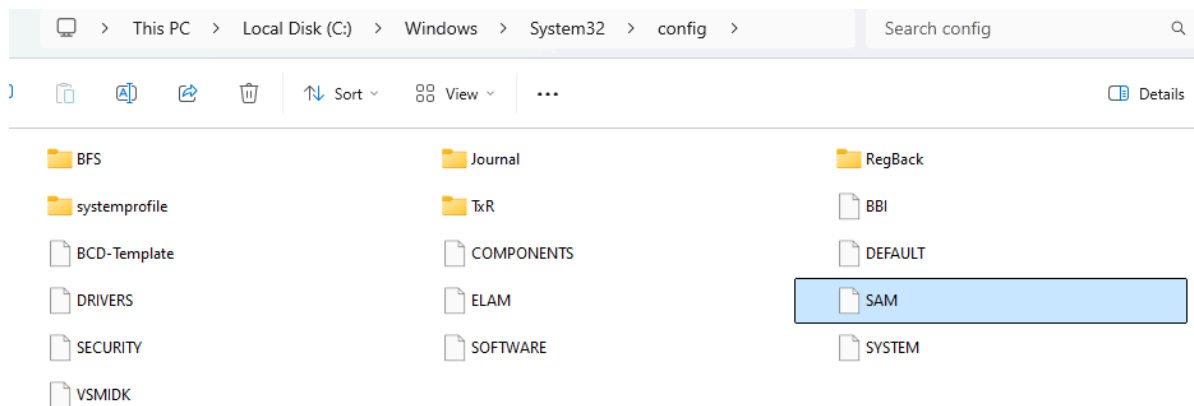 This PC > Local Disk (C:) > Windows > System32 > config > Search config
Sort View ... Details
BFS Journal RegBack
systemprofile TxR BBI
BCD-Template COMPONENTS DEFAULT
DRIVERS ELAM SAM
SECURITY SOFTWARE SYSTEM
VSMIDK